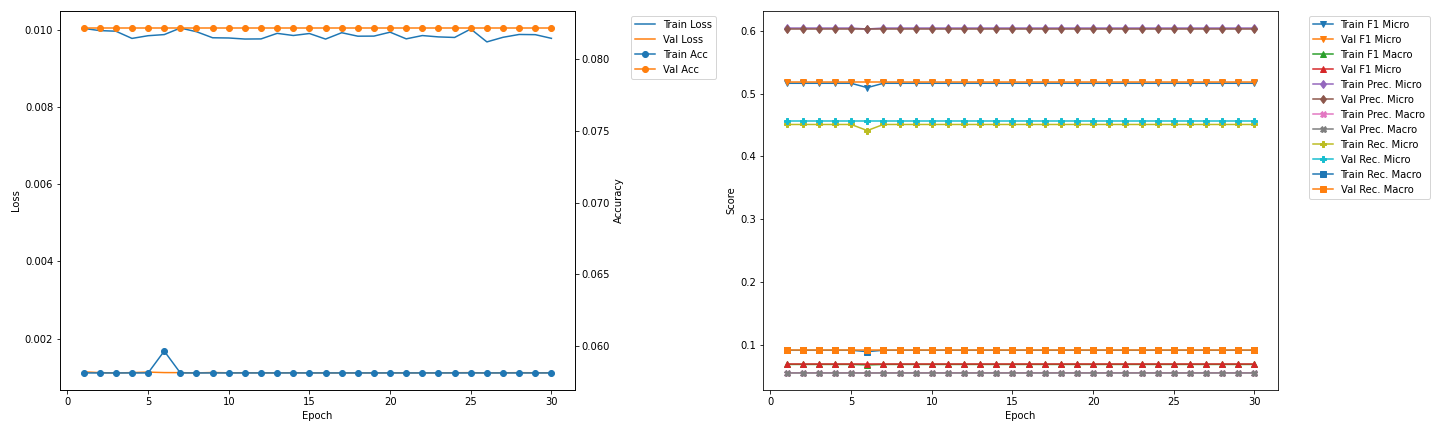 0.010
0.008
0.006
0.004
0.002
Loss
0 5 10 15 20 25 30
Epoch
0.080
0.075
0.070
0.065
0.060
Accuracy
Train Loss
Val Loss
Train Acc
Val Acc
0.6
0.5
0.4
0.3
0.2
0.1
Score
0 5 10 15 20 25 30
Epoch
Train F1 Micro
Val F1 Micro
Train F1 Macro
Val F1 Micro
Train Prec. Micro
Val Prec. Micro
Train Prec. Macro
Val Prec. Macro
Train Rec. Micro
Val Rec. Micro
Train Rec. Macro
Val Rec. Macro